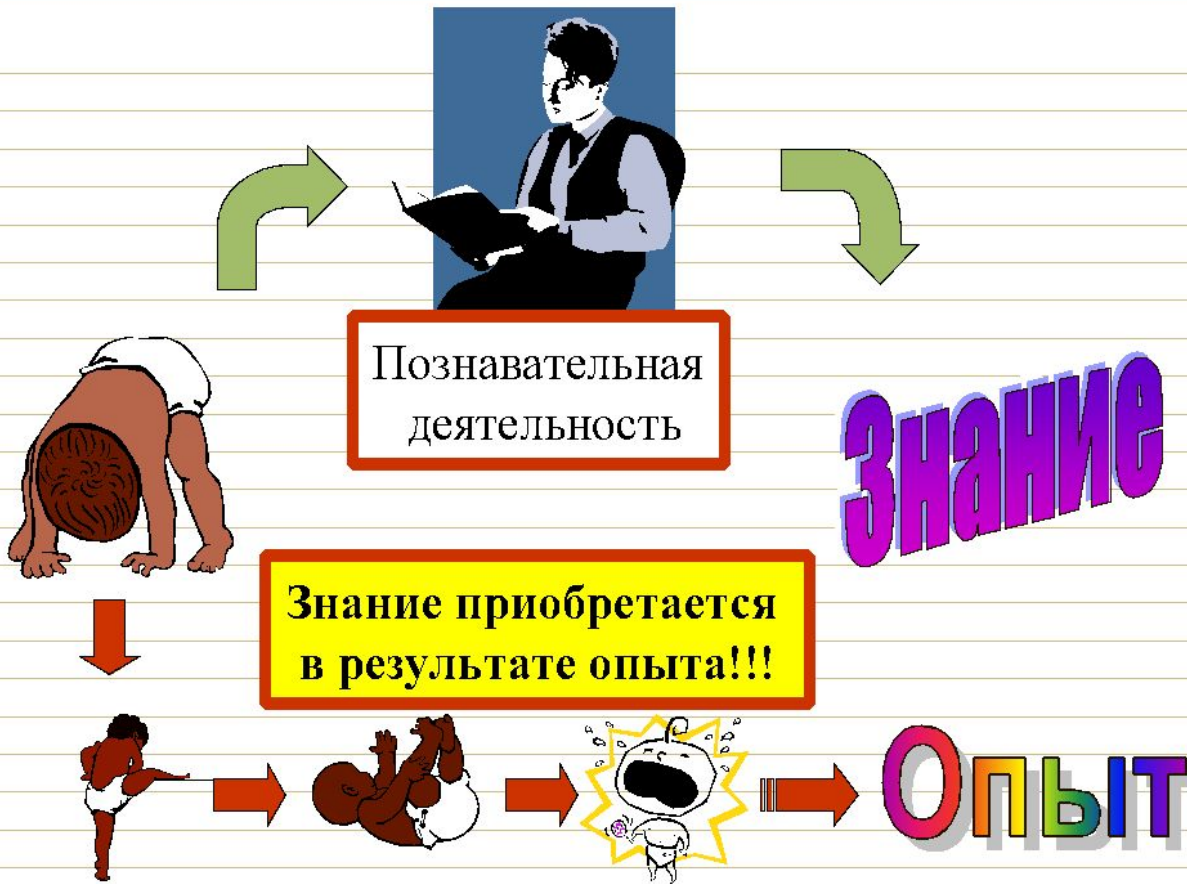 Познавательная
деятельность
Знание
Знание приобретается
в результате опыта!!!
Опыт